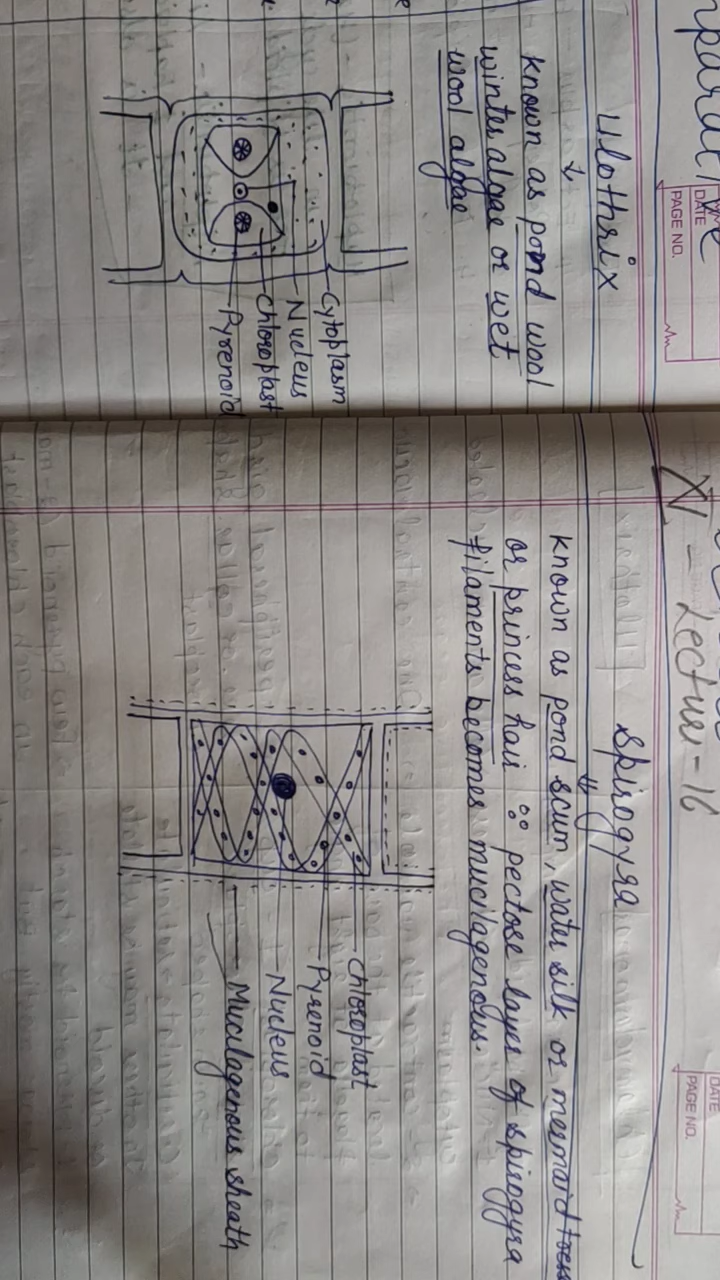 DATE
PAGE NO.
Ulothrix
known as pond wool
winter algae or wet
wool algae
Cytoplasm
Nucleus
Chloroplast
Pyrenoid
Lecture-16
DATE
PAGE NO.
Spirogyra
known as pond scum, water silk or mermaid
or princess hair ∵ pectose layer of spirogyra
filaments becomes mucilagenous.
Chloroplast
Pyrenoid
Nucleus
Mucilagenous sheath